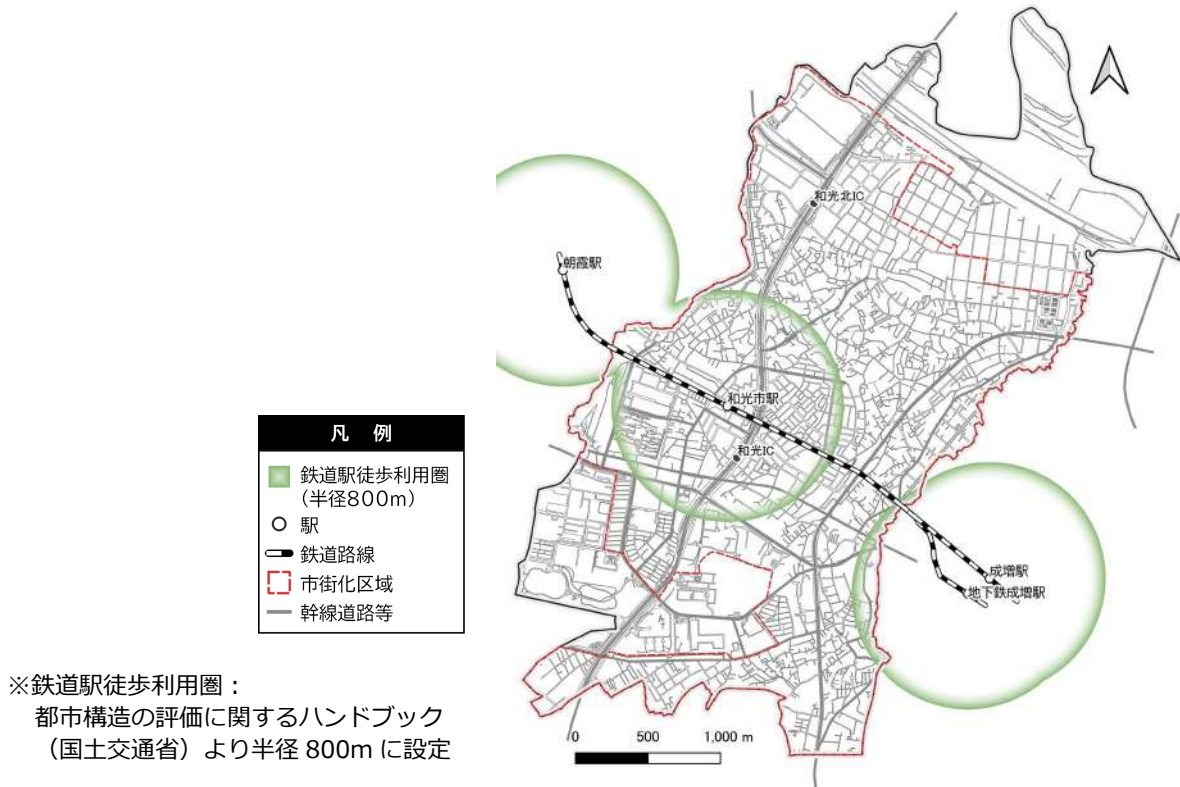 和光北IC
朝霞駅
和光市駅
和光IC
成増駅
地下鉄成増駅
凡 例
鉄道駅徒歩利用圏
（半径800m）
駅
鉄道路線
市街化区域
幹線道路等
※鉄道駅徒歩利用圏：
都市構造の評価に関するハンドブック
（国土交通省）より半径 800m に設定
0 500 1,000 m